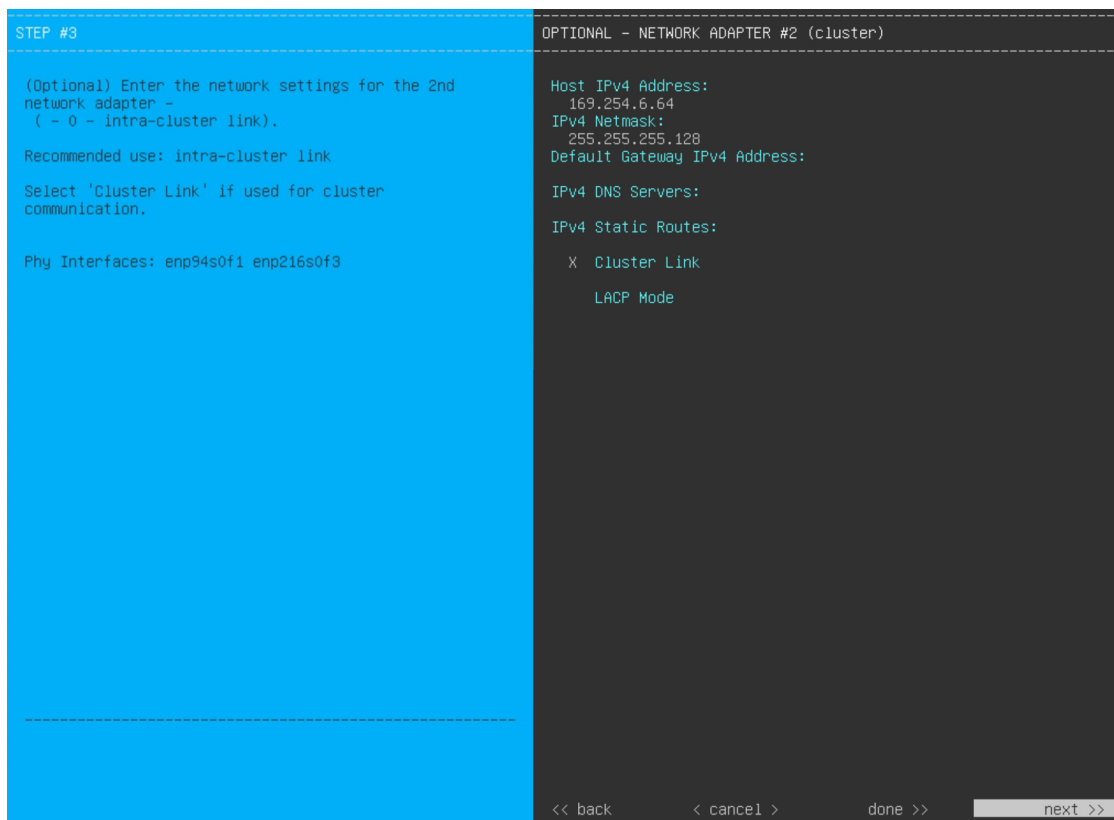 STEP #3
(Optional) Enter the network settings for the 2nd
network adapter -
( - 0 - intra-cluster link).
Recommended use: intra-cluster link
Select 'Cluster Link' if used for cluster
communication.
Phy Interfaces: enp94s0f1 enp216s0f3
OPTIONAL - NETWORK ADAPTER #2 (cluster)
Host IPv4 Address:
169.254.6.64
IPv4 Netmask:
255.255.255.128
Default Gateway IPv4 Address:
IPv4 DNS Servers:
IPv4 Static Routes:
X Cluster Link
LACP Mode
<< back < cancel > done >> next >>